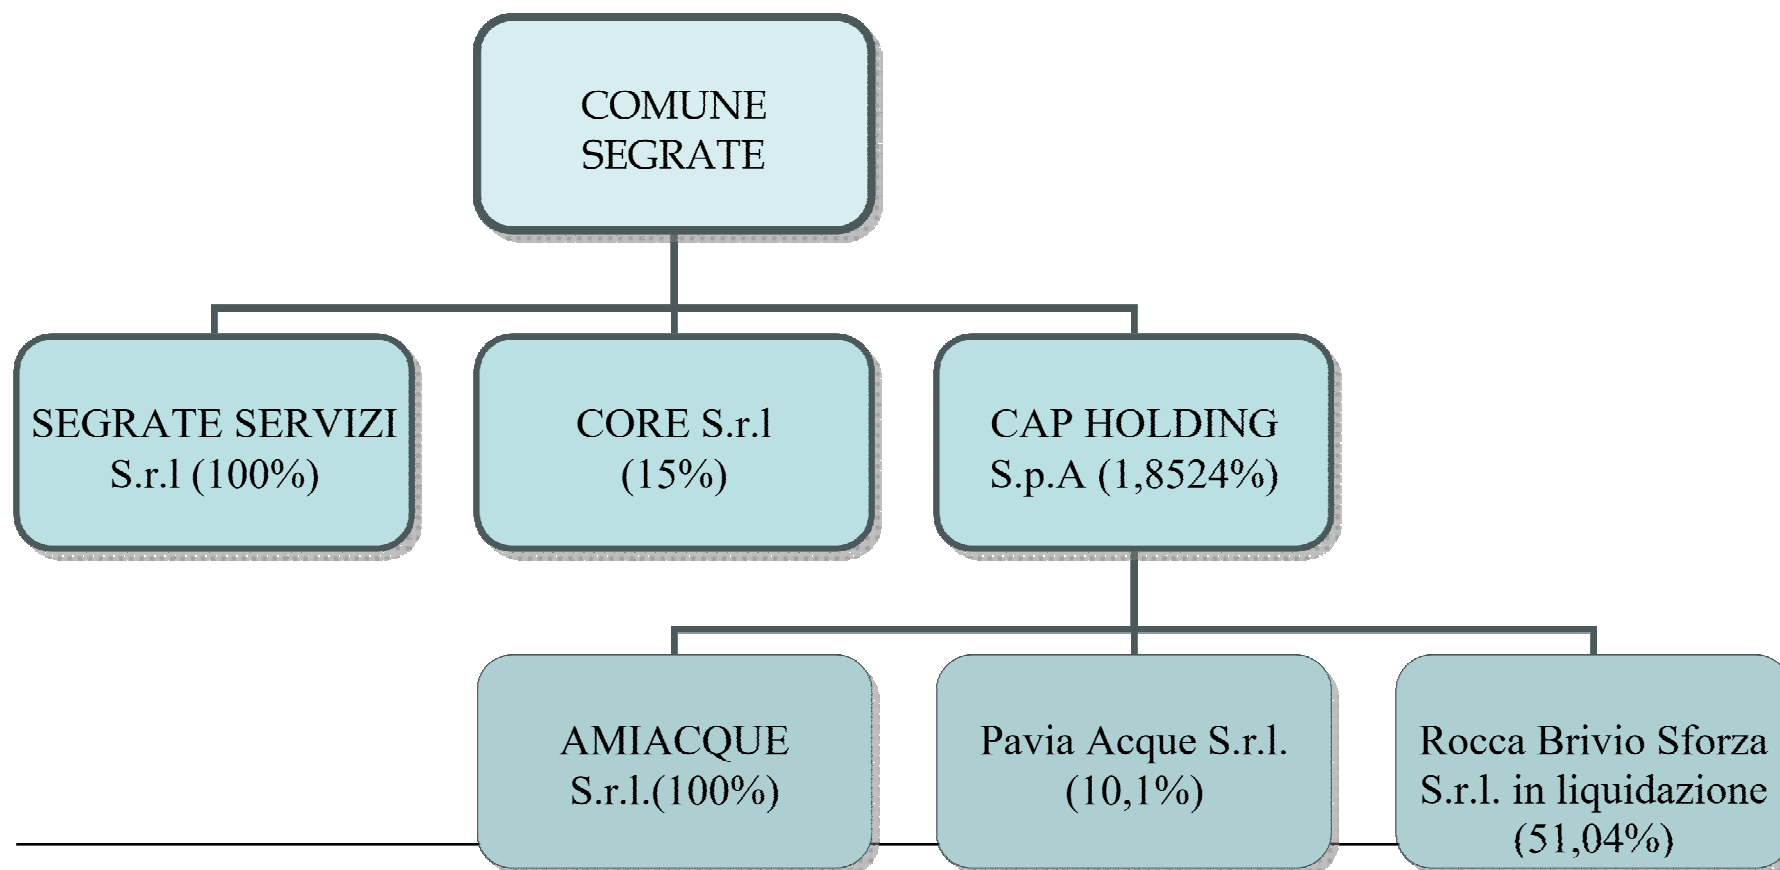 COMUNE
SEGRATE
SEGRATE SERVIZI
S.r.l (100%)
CORE S.r.l
(15%)
CAP HOLDING
S.p.A (1,8524%)
AMIACQUE
S.r.l.(100%)
Pavia Acque S.r.l.
(10,1%)
Rocca Brivio Sforza
S.r.l. in liquidazione
(51,04%)